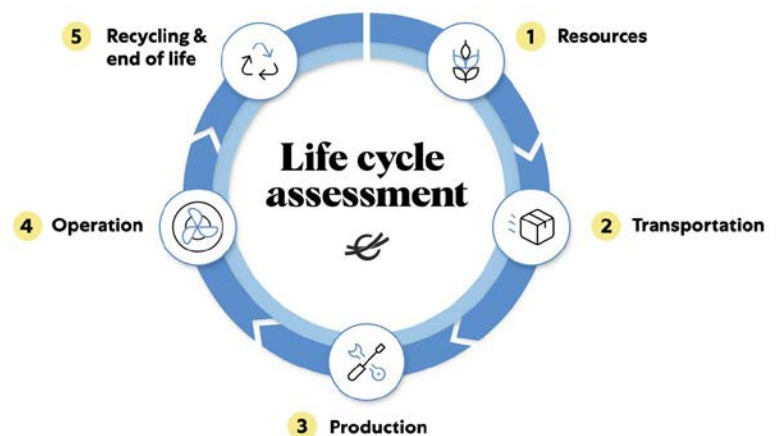 Life cycle
assessment
1 Resources
2 Transportation
3 Production
4 Operation
5 Recycling &
end of life